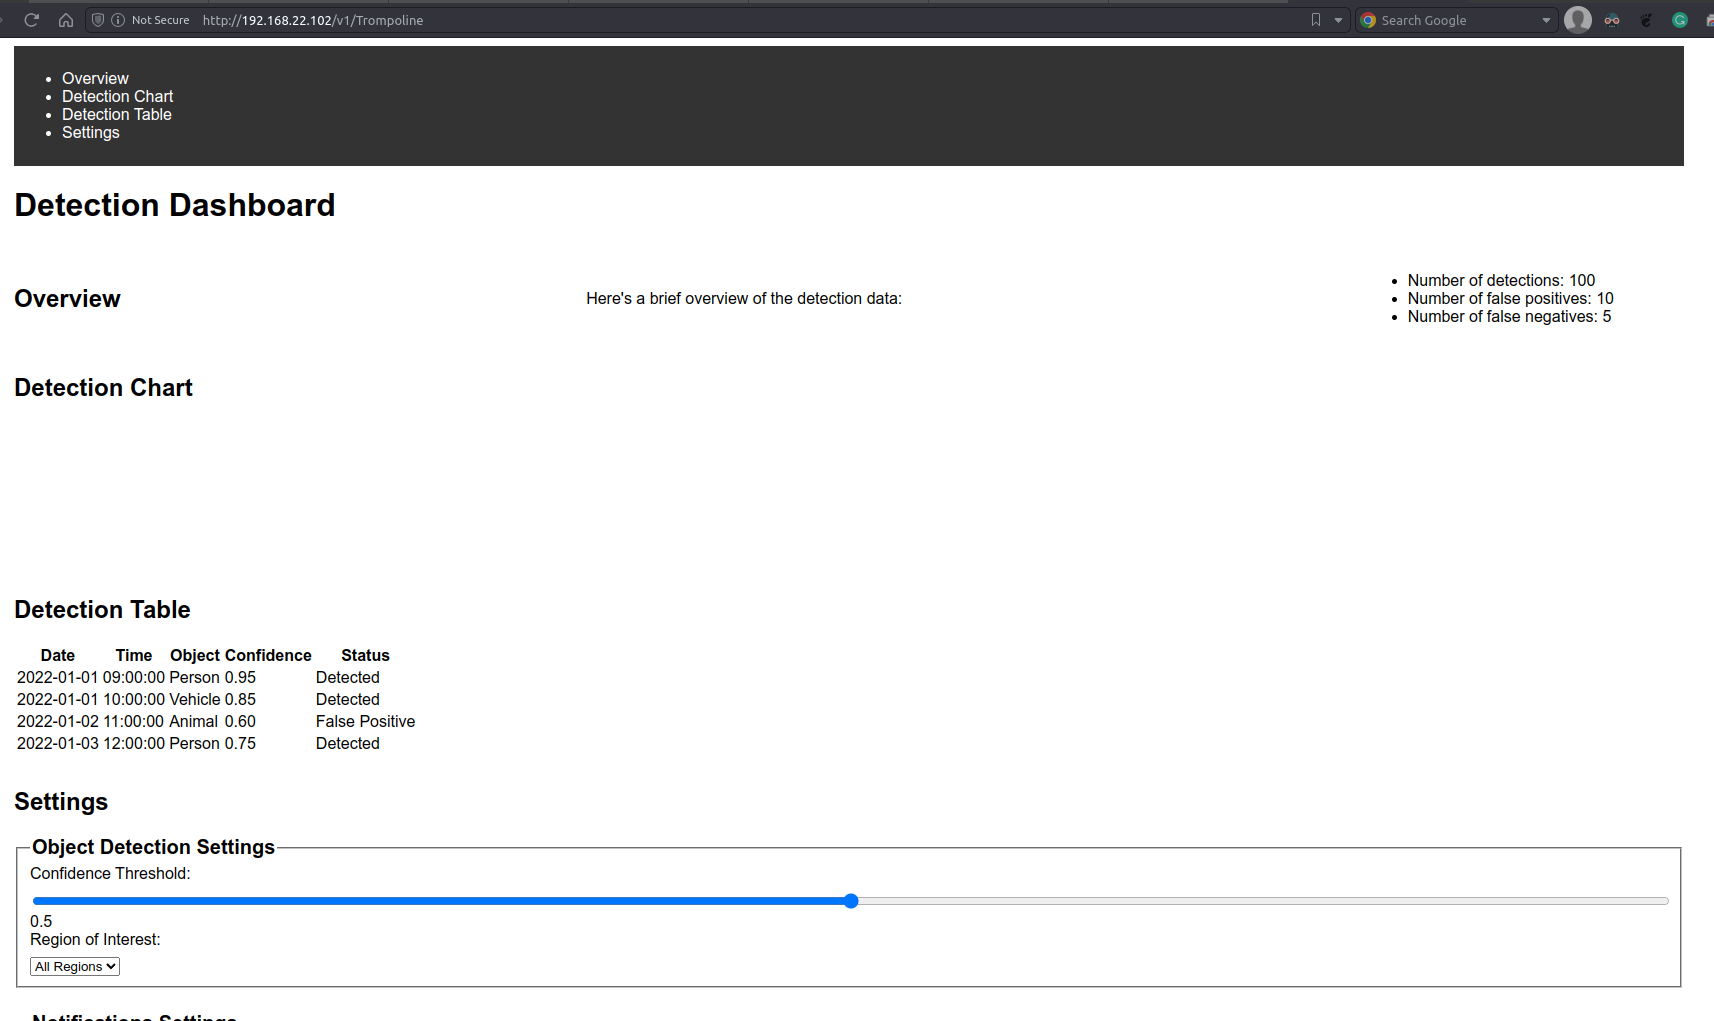 Not Secure http://192.168.22.102/v1/Trompoline Search Google
Overview
Detection Chart
Detection Table
Settings
Detection Dashboard
Overview
Here's a brief overview of the detection data:
Number of detections: 100
Number of false positives: 10
Number of false negatives: 5
Detection Chart
Detection Table
Date Time Object Confidence Status
2022-01-01 09:00:00 Person 0.95 Detected
2022-01-01 10:00:00 Vehicle 0.85 Detected
2022-01-02 11:00:00 Animal 0.60 False Positive
2022-01-03 12:00:00 Person 0.75 Detected
Settings
Object Detection Settings
Confidence Threshold:
0.5
Region of Interest:
All Regions
Notifications Settings